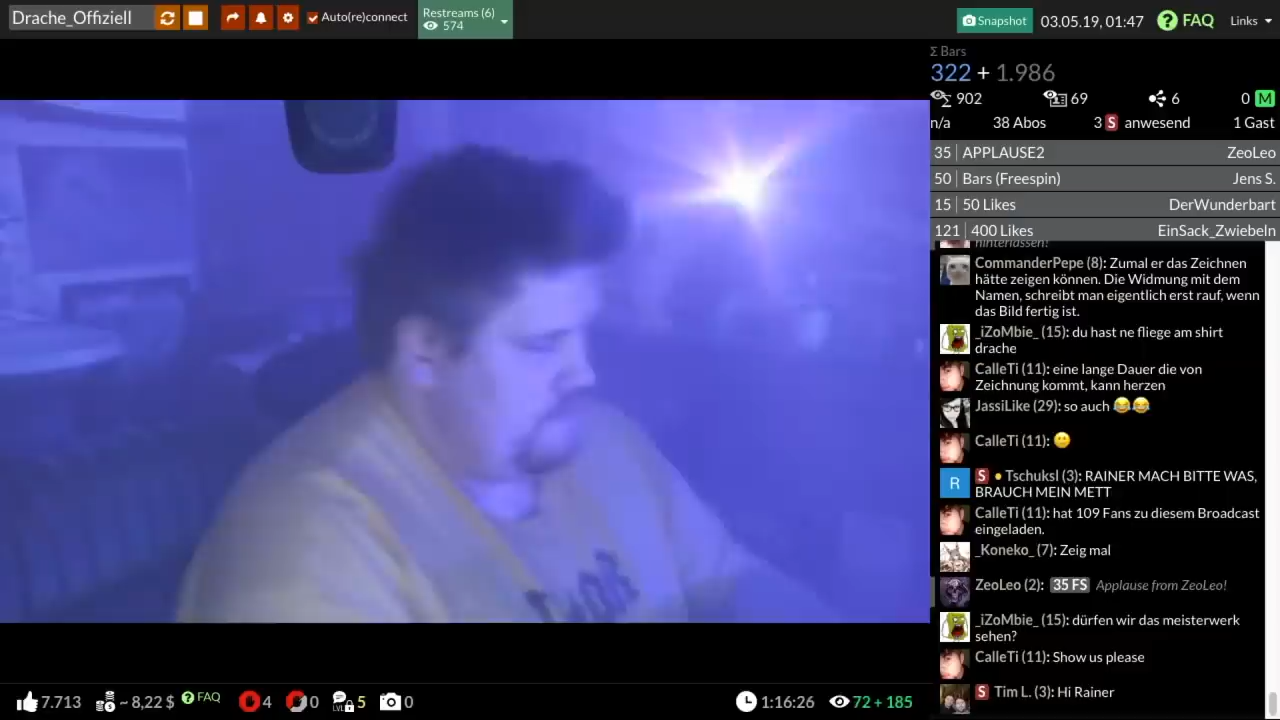 Drache_Offiziell
Auto(re)connect
Restreams (6)
574
Snapshot
03.05.19, 01:47
FAQ
Links
Σ Bars
322 + 1.986
902
69
6
0 M
n/a
38 Abos
3 S anwesend
1 Gast
35 | APPLAUSE2 ZeoLeo
50 | Bars (Freespin) Jens S.
15 | 50 Likes DerWunderbart
121 | 400 Likes EinSack_Zwiebeln
hinterlassen!
CommanderPepe (8): Zumal er das Zeichnen
hätte zeigen können. Die Widmung mit dem
Namen, schreibt man eigentlich erst rauf, wenn
das Bild fertig ist.
_iZoMbie_ (15): du hast ne fliege am shirt
drache
CalleTi (11): eine lange Dauer die von
Zeichnung kommt, kann herzen
JassiLike (29): so auch 😂😂
CalleTi (11): 🙂
R
S Tschuksl (3): RAINER MACH BITTE WAS,
BRAUCH MEIN METT
CalleTi (11): hat 109 Fans zu diesem Broadcast
eingeladen.
_Koneko_ (7): Zeig mal
ZeoLeo (2): 35 FS Applause from ZeoLeo!
_iZoMbie_ (15): dürfen wir das meisterwerk
sehen?
CalleTi (11): Show us please
S Tim L. (3): Hi Rainer
7.713
~ 8,22 $
FAQ
4
0
LVL
5
0
1:16:26
72 + 185